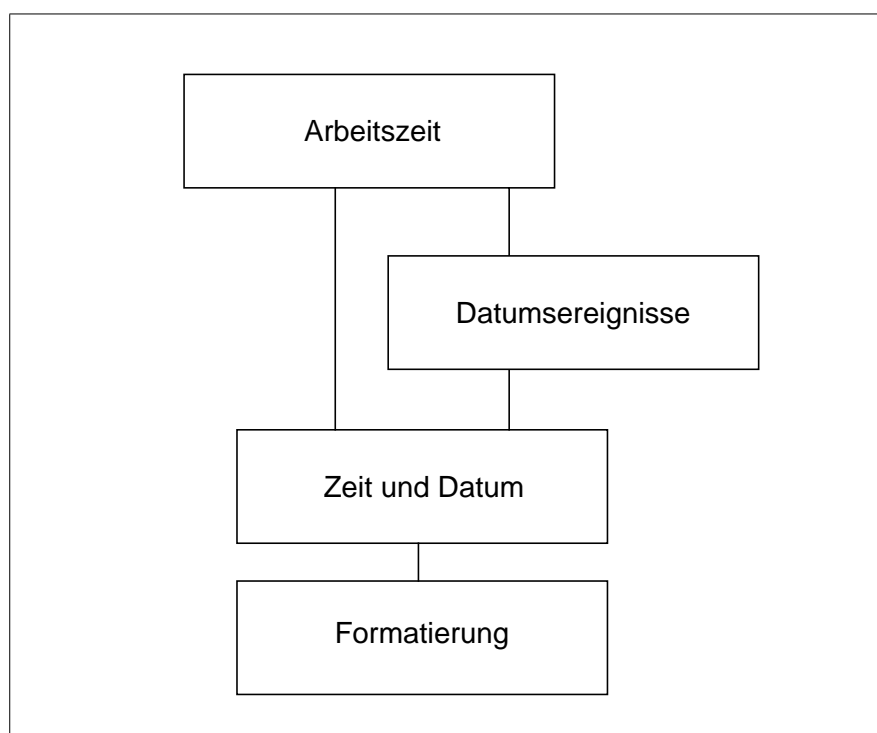 Arbeitszeit
Datumsereignisse
Zeit und Datum
Formatierung